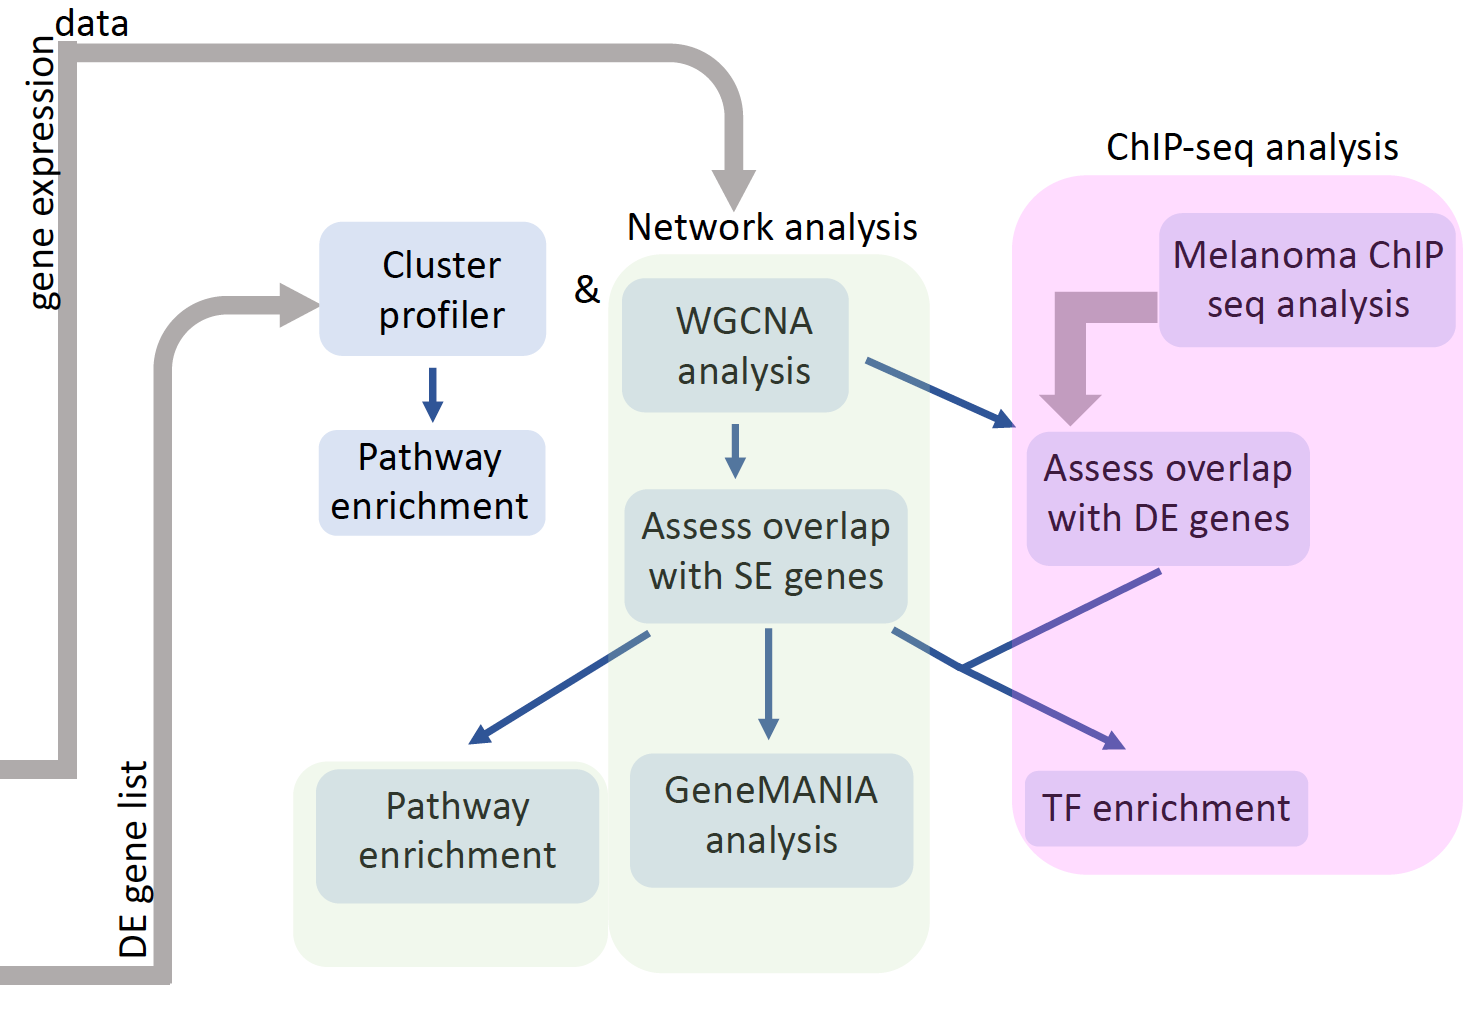 data
gene expression
DE gene list
Cluster
profiler
&
Pathway
enrichment
Network analysis
WGCNA
analysis
Assess overlap
with SE genes
Pathway
enrichment
GeneMANIA
analysis
ChIP-seq analysis
Melanoma ChIP
seq analysis
Assess overlap
with DE genes
TF enrichment